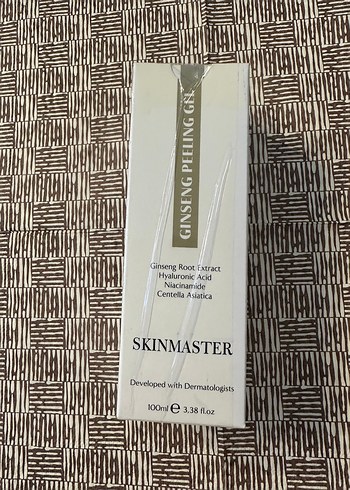 GINSENG PEELING GEL
Ginseng Root Extract
Hyaluronic Acid
Niacinamide
Centella Asiatica
SKINMASTER
Developed with Dermatologists
100ml ℮ 3.38 fl.oz